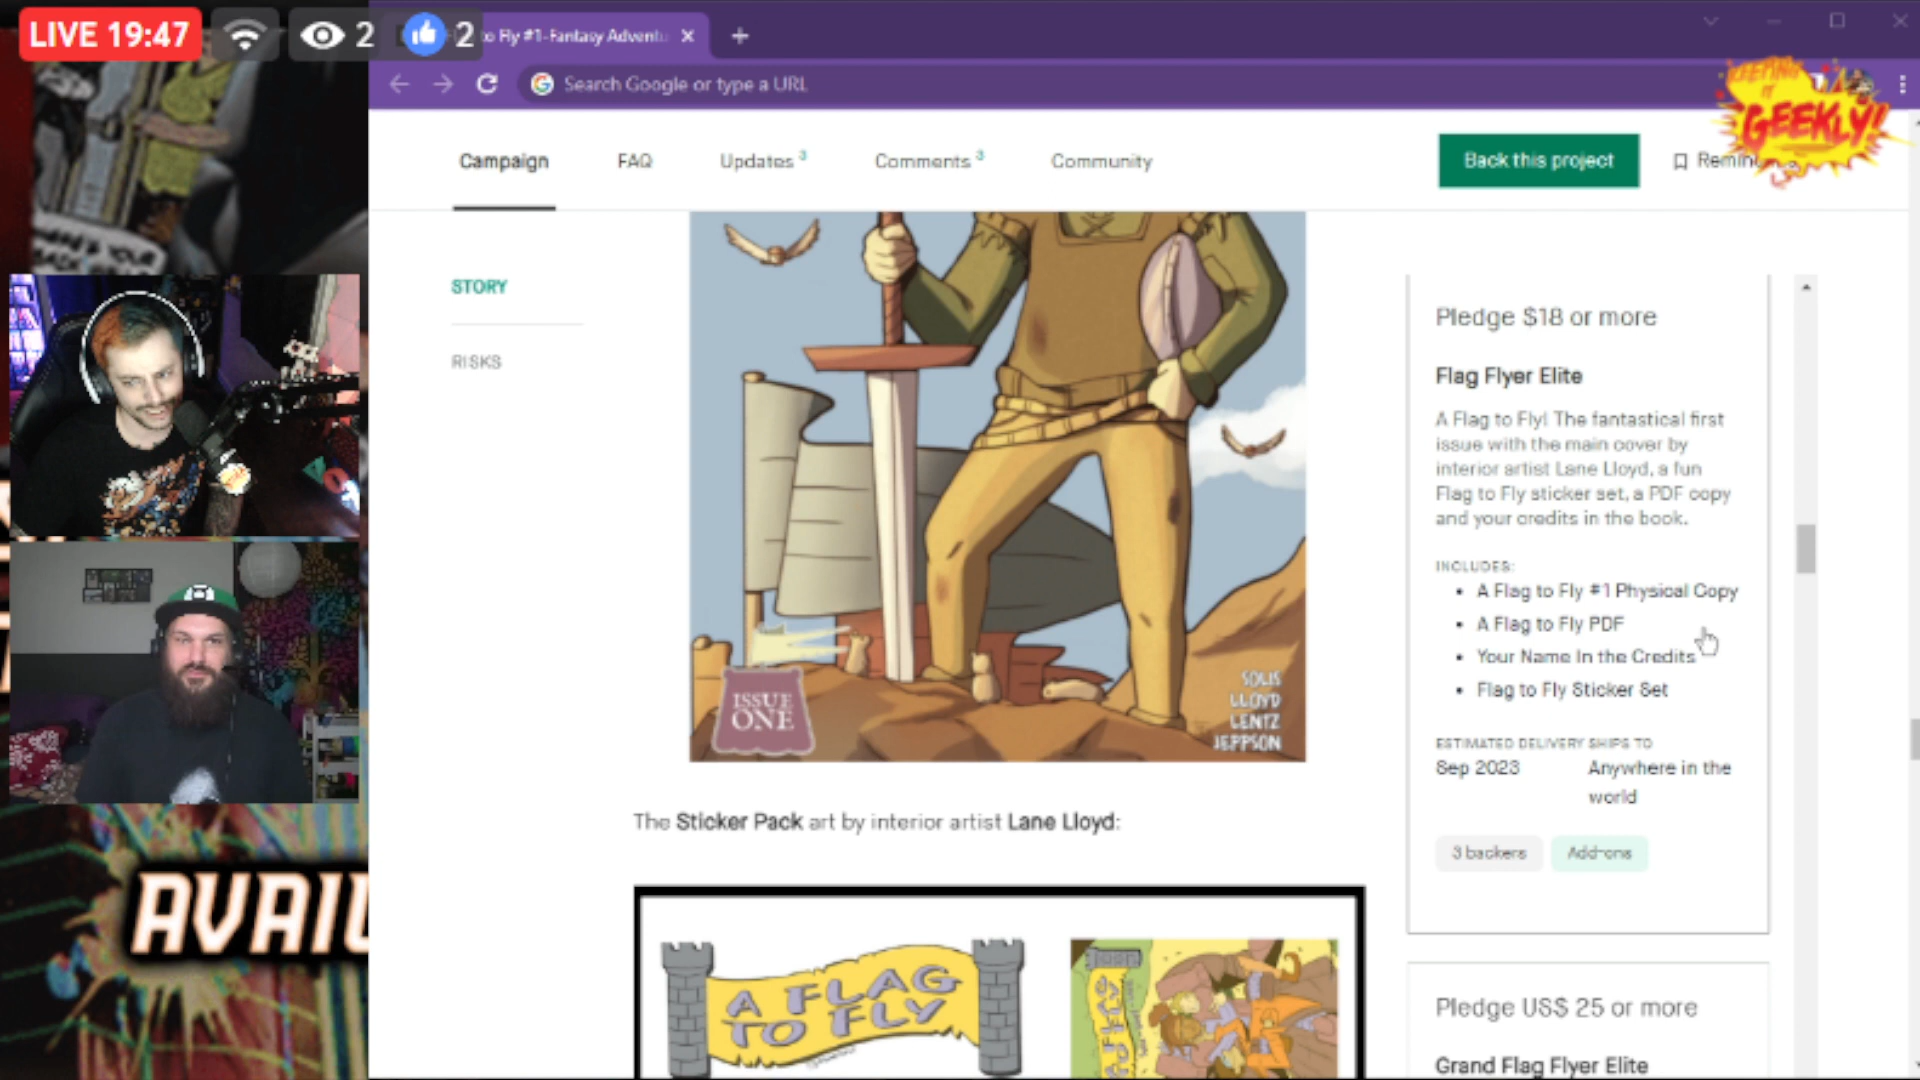 LIVE 19:47
2
2
to Fly #1-Fantasy Adventu
Search Google or type a URL
KEEPING
IT
GEEKLY!
Campaign
FAQ
Updates 3
Comments 3
Community
Back this project
Remin
STORY
RISKS
ISSUE
ONE
SOLIS
LLOYD
LENTZ
JEPPSON
The Sticker Pack art by interior artist Lane Lloyd:
A FLAG
TO FLY
Pledge $18 or more
Flag Flyer Elite
A Flag to Fly! The fantastical first
issue with the main cover by
interior artist Lane Lloyd, a fun
Flag to Fly sticker set, a PDF copy
and your credits in the book.
INCLUDES:
• A Flag to Fly #1 Physical Copy
• A Flag to Fly PDF
• Your Name In the Credits
• Flag to Fly Sticker Set
ESTIMATED DELIVERY SHIPS TO
Sep 2023 Anywhere in the
world
3 backers
Add-ons
Pledge US$ 25 or more
Grand Flag Flyer Elite
AVAIL